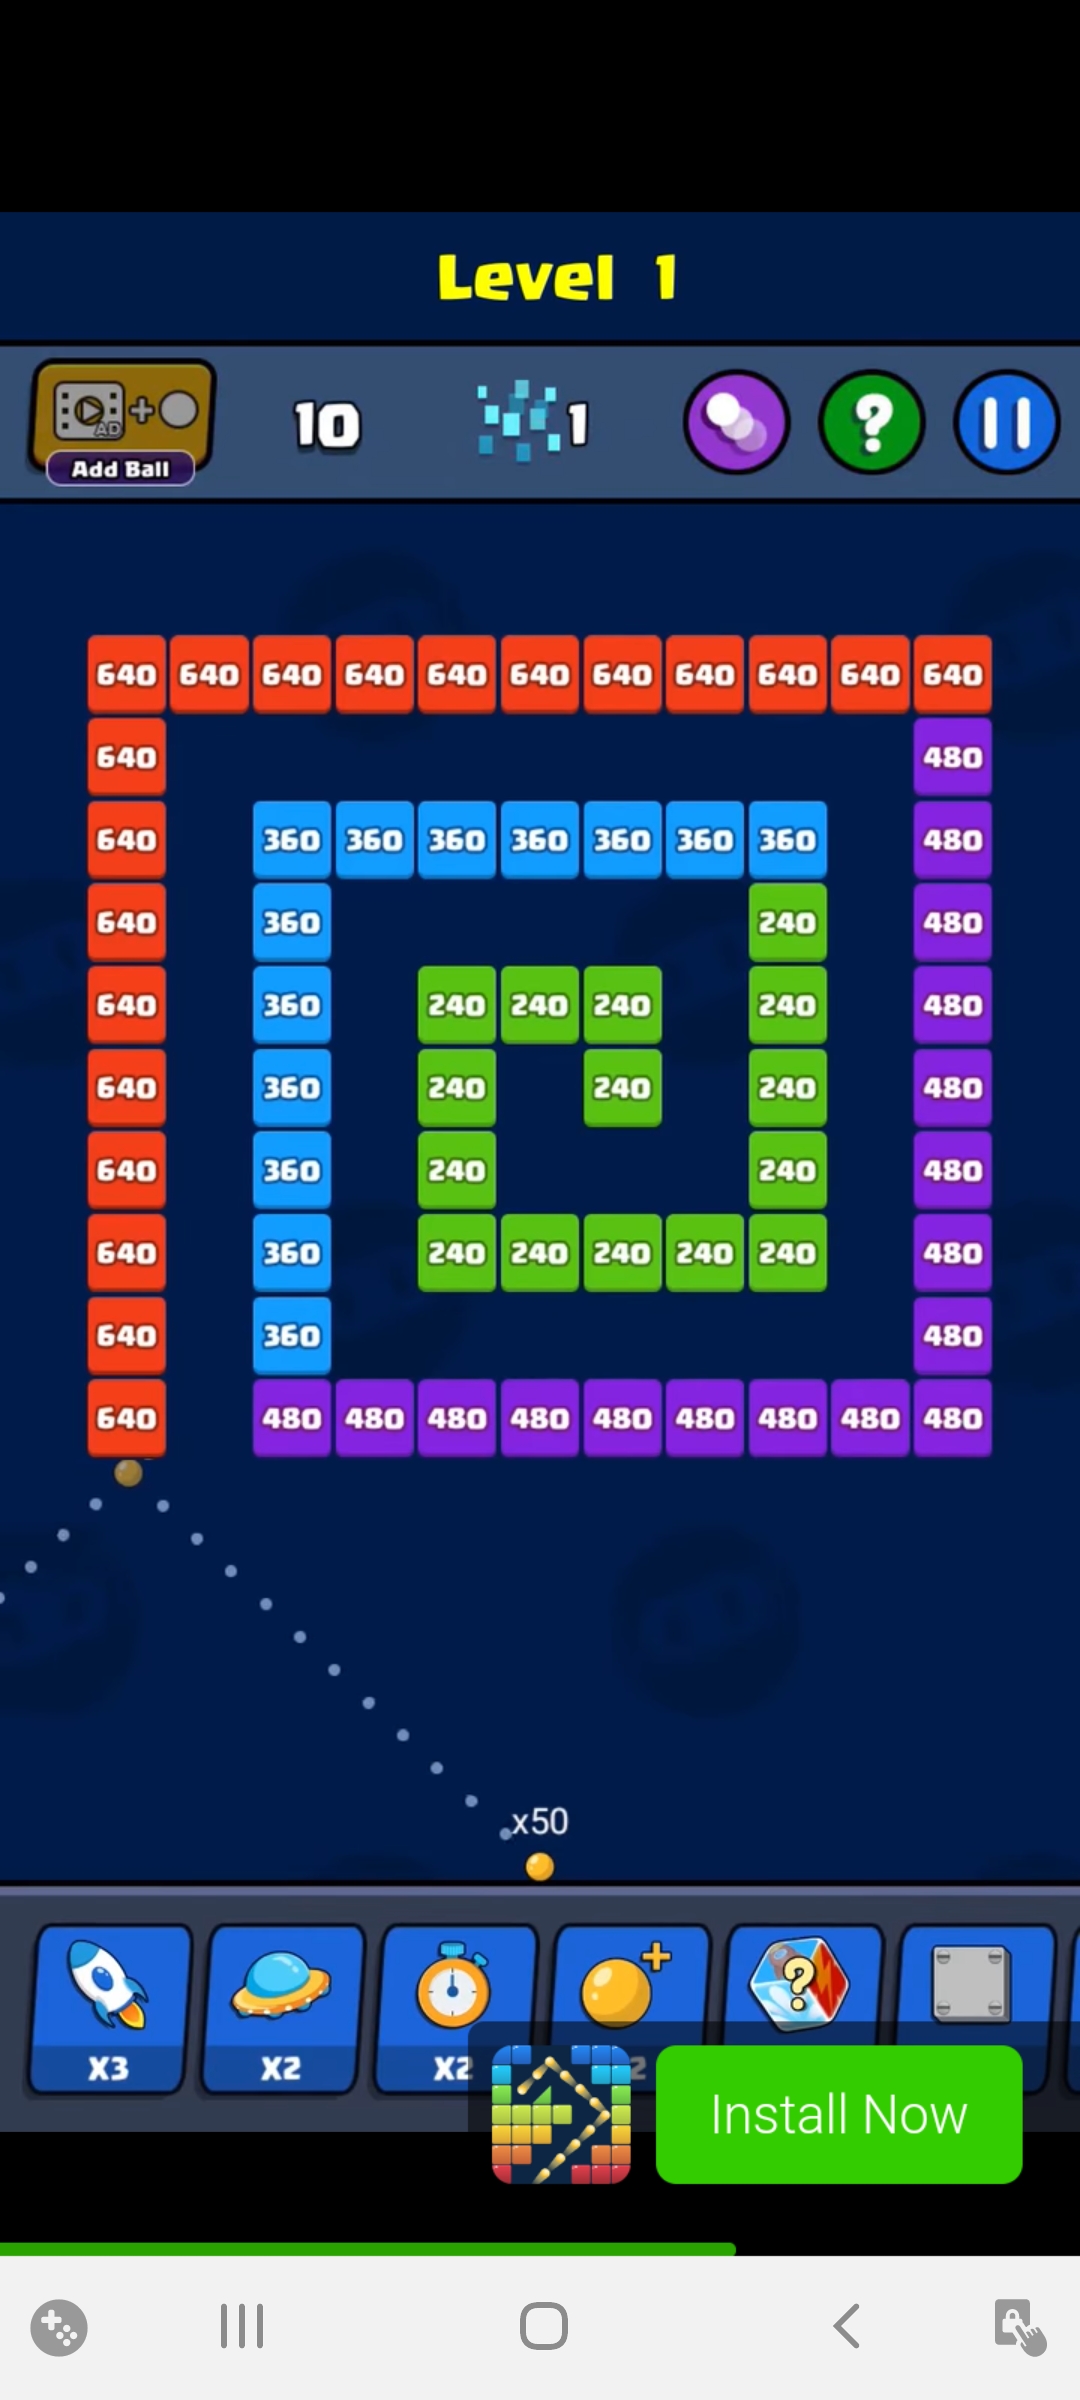 Level 1
AD
Add Ball
10
1
?
640 640 640 640 640 640 640 640 640 640 640
640 480
640 360 360 360 360 360 360 360 480
640 360 240 480
640 360 240 240 240 240 480
640 360 240 240 240 480
640 360 240 240 480
640 360 240 240 240 240 240 480
640 360 480
640 480 480 480 480 480 480 480 480 480
x50
?
X3 X2 X2 2
Install Now